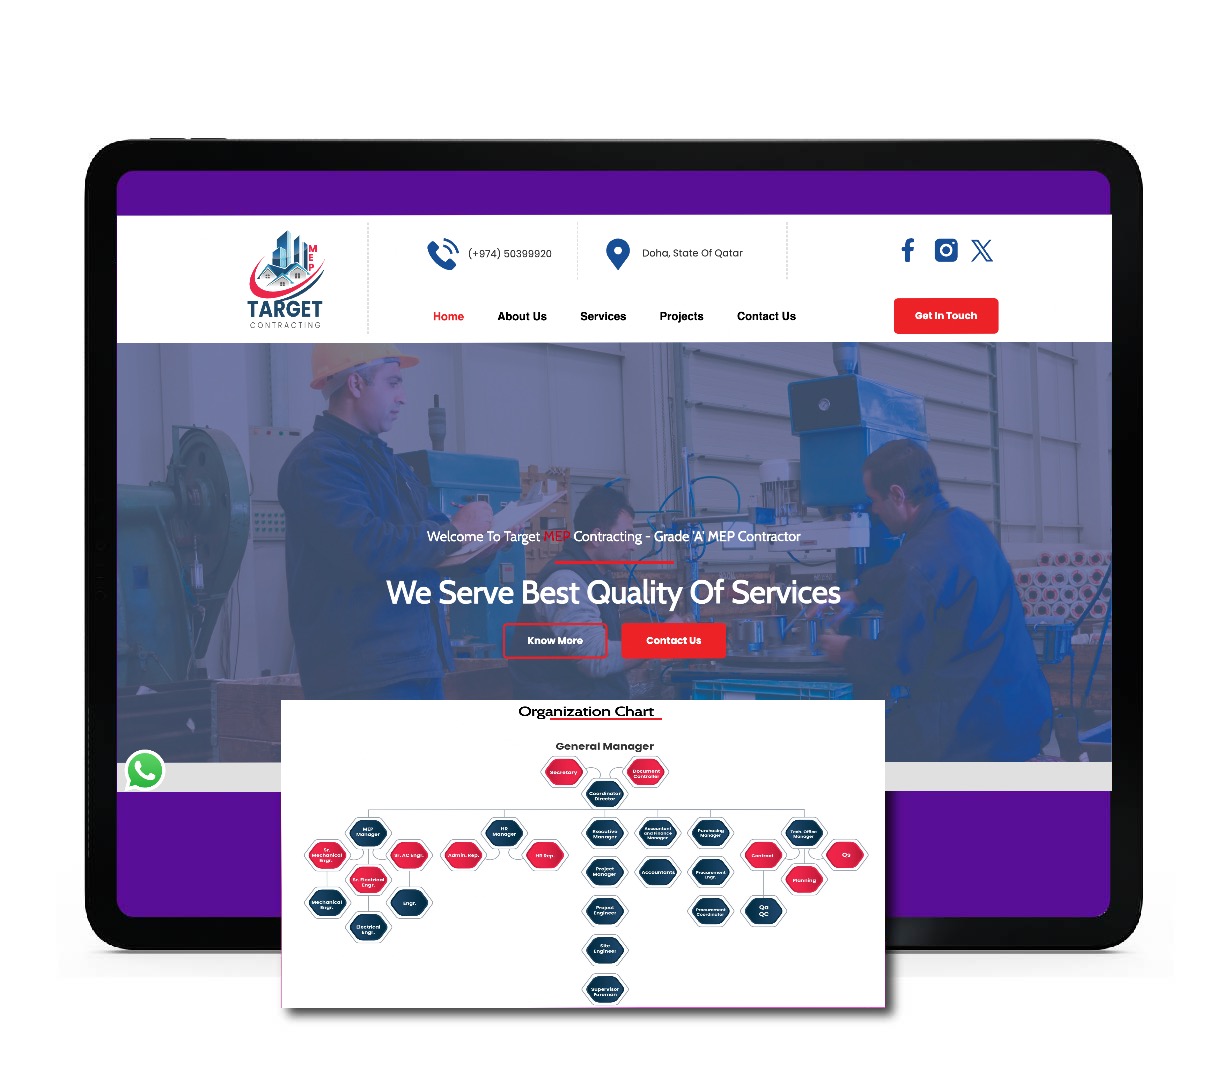 MEP
TARGET
CONTRACTING
(+974) 50399920
Doha, State Of Qatar
Home
About Us
Services
Projects
Contact Us
Get In Touch
Welcome To Target MEP Contracting - Grade 'A' MEP Contractor
We Serve Best Quality Of Services
Know More
Contact Us
Organization Chart
General Manager
Secretary
Document
Controller
Coordinator
Director
MEP
Manager
HR
Manager
Executive
Manager
Accountant
and Finance
Manager
Purchasing
Manager
Tech. Office
Manager
Sr.
Mechanical
Engr.
Sr. AC Engr.
Admin. Rep.
HR Rep.
Contract
Qs
Sr. Electrical
Engr.
Project
Manager
Accountants
Procurement
Engr.
Planning
Mechanical
Engr.
Engr.
Project
Engineer
Procurement
Coordinator
Qa
QC
Electrical
Engr.
Site
Engineer
Supervisor
Foreman